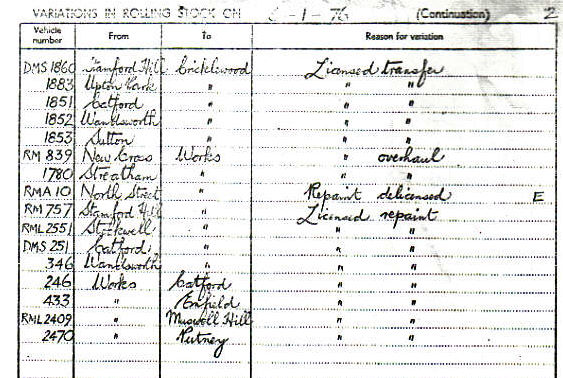 VARIATIONS IN ROLLING STOCK ON 6-1-76 (Continuation) 2
Vehicle number From To Reason for variation
DMS 1860 Stamford Hill Cricklewood Licensed transfer
1883 Upton Park " " "
1851 Catford " " "
1852 Wandsworth " " "
1853 Sutton " " "
RM 839 New Cross Works " overhaul
1780 Streatham " " "
RMA 10 North Street " Repaint delicensed E
RM 757 Stamford Hill " Licensed repaint
RML 2551 Stockwell " " "
DMS 251 Catford " " "
346 Wandsworth " " "
246 Works Catford " "
433 " Enfield " "
RML 2409 " Muswell Hill " "
2470 " Putney " "